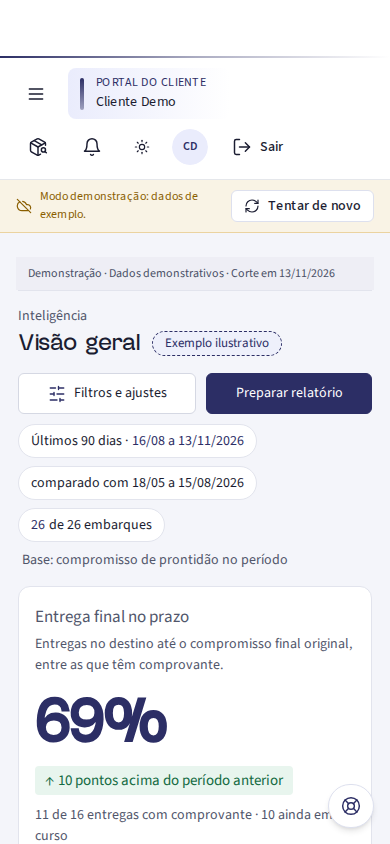 PORTAL DO CLIENTE
Cliente Demo
CD
Sair
Modo demonstração: dados de
exemplo.
Tentar de novo
Demonstração · Dados demonstrativos · Corte em 13/11/2026
Inteligência
Visão geral
Exemplo ilustrativo
Filtros e ajustes
Preparar relatório
Últimos 90 dias · 16/08 a 13/11/2026
comparado com 18/05 a 15/08/2026
26 de 26 embarques
Base: compromisso de prontidão no período
Entrega final no prazo
Entregas no destino até o compromisso final original,
entre as que têm comprovante.
69%
↑ 10 pontos acima do período anterior
11 de 16 entregas com comprovante · 10 ainda em
curso